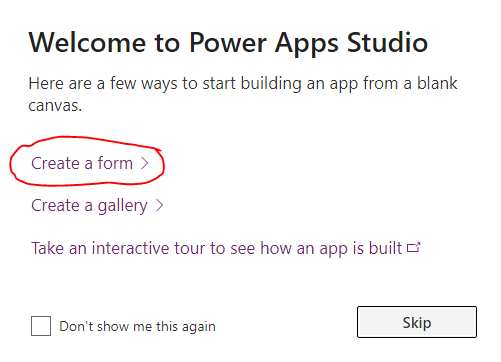 Welcome to Power Apps Studio
Here are a few ways to start building an app from a blank
canvas.
Create a form
Create a gallery
Take an interactive tour to see how an app is built
Don't show me this again
Skip